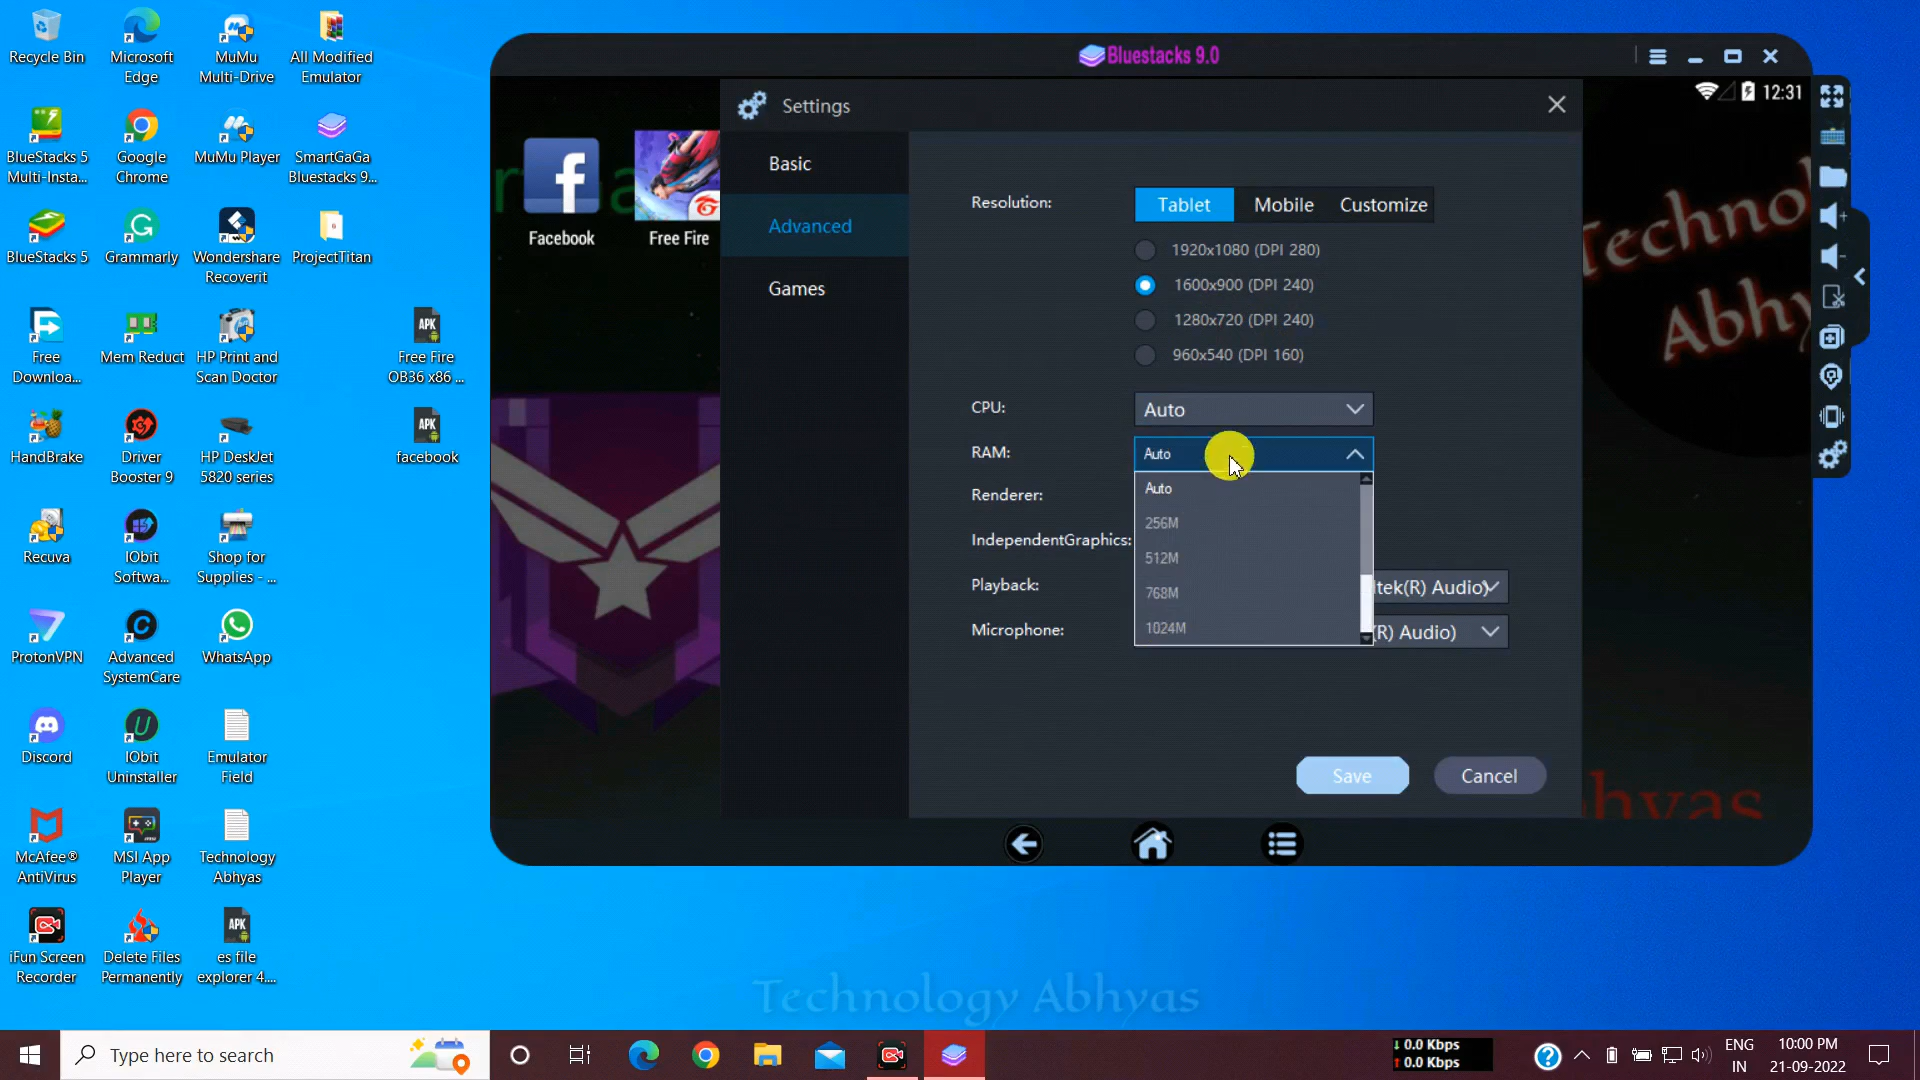 Recycle Bin
Microsoft
Edge
MuMu
Multi-Drive
All Modified
Emulator
BlueStacks 5
Multi-Insta...
Google
Chrome
MuMu Player
SmartGaGa
Bluestacks 9...
BlueStacks 5
Grammarly
Wondershare
Recoverit
ProjectTitan
Free
Downloa...
Mem Reduct
HP Print and
Scan Doctor
APK
Free Fire
OB36 x86 ...
HandBrake
Driver
Booster 9
HP DeskJet
5820 series
APK
facebook
Recuva
IObit
Softwa...
Shop for
Supplies - ...
ProtonVPN
Advanced
SystemCare
WhatsApp
Discord
IObit
Uninstaller
Emulator
Field
McAfee®
AntiVirus
MSI App
Player
Technology
Abhyas
iFun Screen
Recorder
Delete Files
Permanently
APK
es file
explorer 4....
Bluestacks 9.0
12:31
Facebook
Free Fire
Settings
Basic
Advanced
Games
Resolution:
Tablet
Mobile
Customize
1920x1080 (DPI 280)
1600x900 (DPI 240)
1280x720 (DPI 240)
960x540 (DPI 160)
CPU:
Auto
RAM:
Auto
Auto
256M
512M
768M
1024M
Renderer:
IndependentGraphics:
Playback:
ltek(R) Audio)
Microphone:
(R) Audio)
Save
Cancel
Technology Abhyas
Type here to search
0.0 Kbps
0.0 Kbps
ENG
IN
10:00 PM
21-09-2022